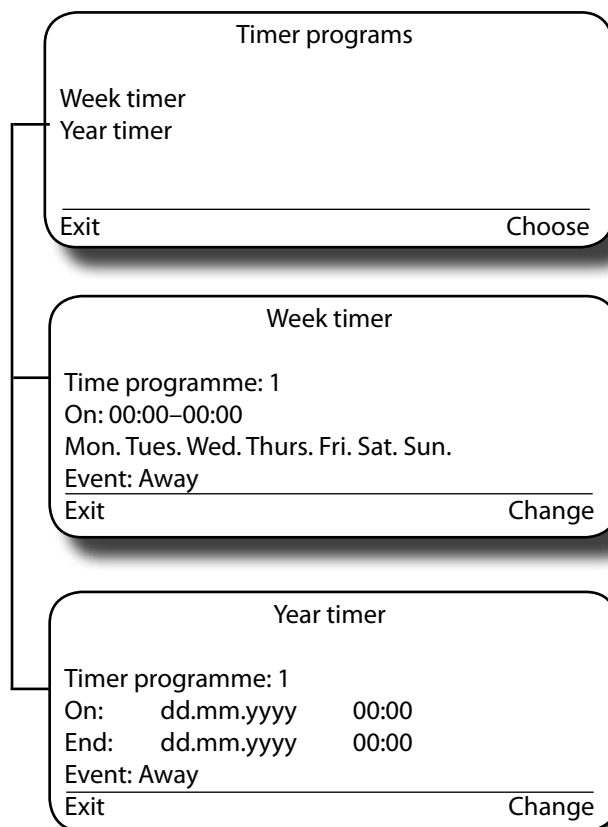 Timer programs
Week timer
Year timer
Exit Choose
Week timer
Time programme: 1
On: 00:00–00:00
Mon. Tues. Wed. Thurs. Fri. Sat. Sun.
Event: Away
Exit Change
Year timer
Timer programme: 1
On: dd.mm.yyyy 00:00
End: dd.mm.yyyy 00:00
Event: Away
Exit Change